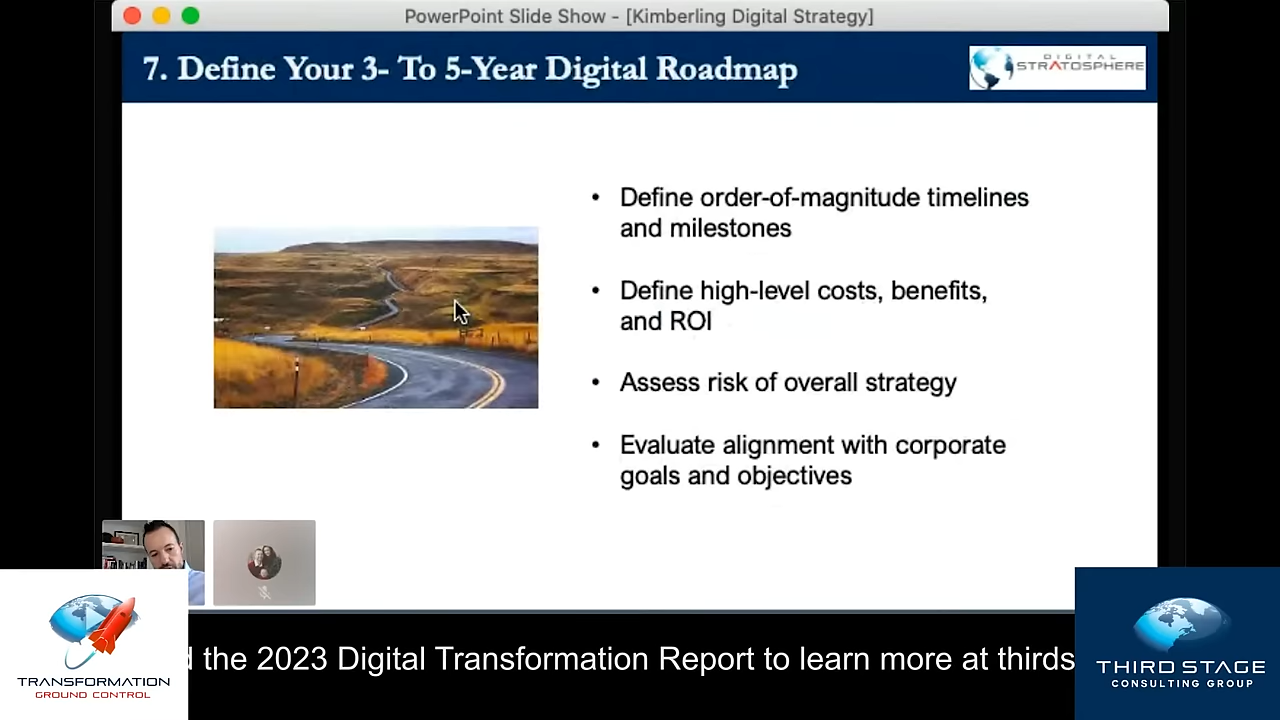 PowerPoint Slide Show - [Kimberling Digital Strategy]
7. Define Your 3- To 5-Year Digital Roadmap
DIGITAL
STRATOSPHERE
• Define order-of-magnitude timelines
and milestones
• Define high-level costs, benefits,
and ROI
• Assess risk of overall strategy
• Evaluate alignment with corporate
goals and objectives
the 2023 Digital Transformation Report to learn more at thirds
TRANSFORMATION
GROUND CONTROL
THIRD STAGE
CONSULTING GROUP